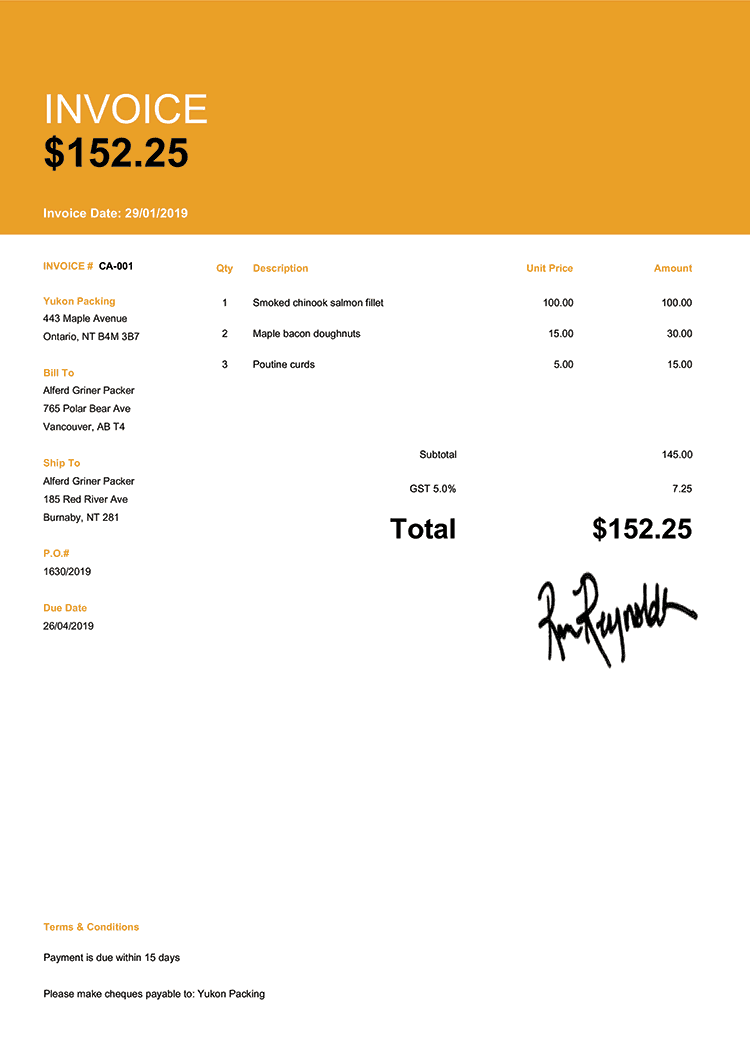 INVOICE
$152.25
Invoice Date: 29/01/2019
INVOICE # CA-001
Yukon Packing
443 Maple Avenue
Ontario, NT B4M 3B7
Bill To
Alferd Griner Packer
765 Polar Bear Ave
Vancouver, AB T4
Ship To
Alferd Griner Packer
185 Red River Ave
Burnaby, NT 281
P.O.#
1630/2019
Due Date
26/04/2019
Qty Description Unit Price Amount
1 Smoked chinook salmon fillet 100.00 100.00
2 Maple bacon doughnuts 15.00 30.00
3 Poutine curds 5.00 15.00
Subtotal 145.00
GST 5.0% 7.25
Total $152.25
Reynolds
Terms & Conditions
Payment is due within 15 days
Please make cheques payable to: Yukon Packing